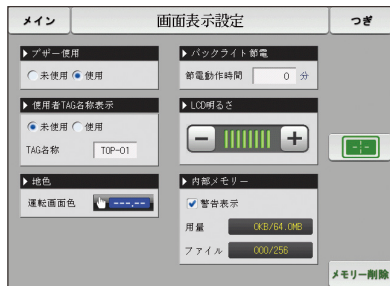 メイン
画面表示設定
つぎ
▶ブザー使用
未使用 使用
▶バックライト節電
節電動作時間 0 分
▶使用者TAG名称表示
未使用 使用
TAG名称 TOP-01
▶LCD明るさ
− +
▶地色
運転画面色 ---,--
▶内部メモリー
警告表示
用量 0KB/64.0MB
ファイル 000/256
メモリー削除